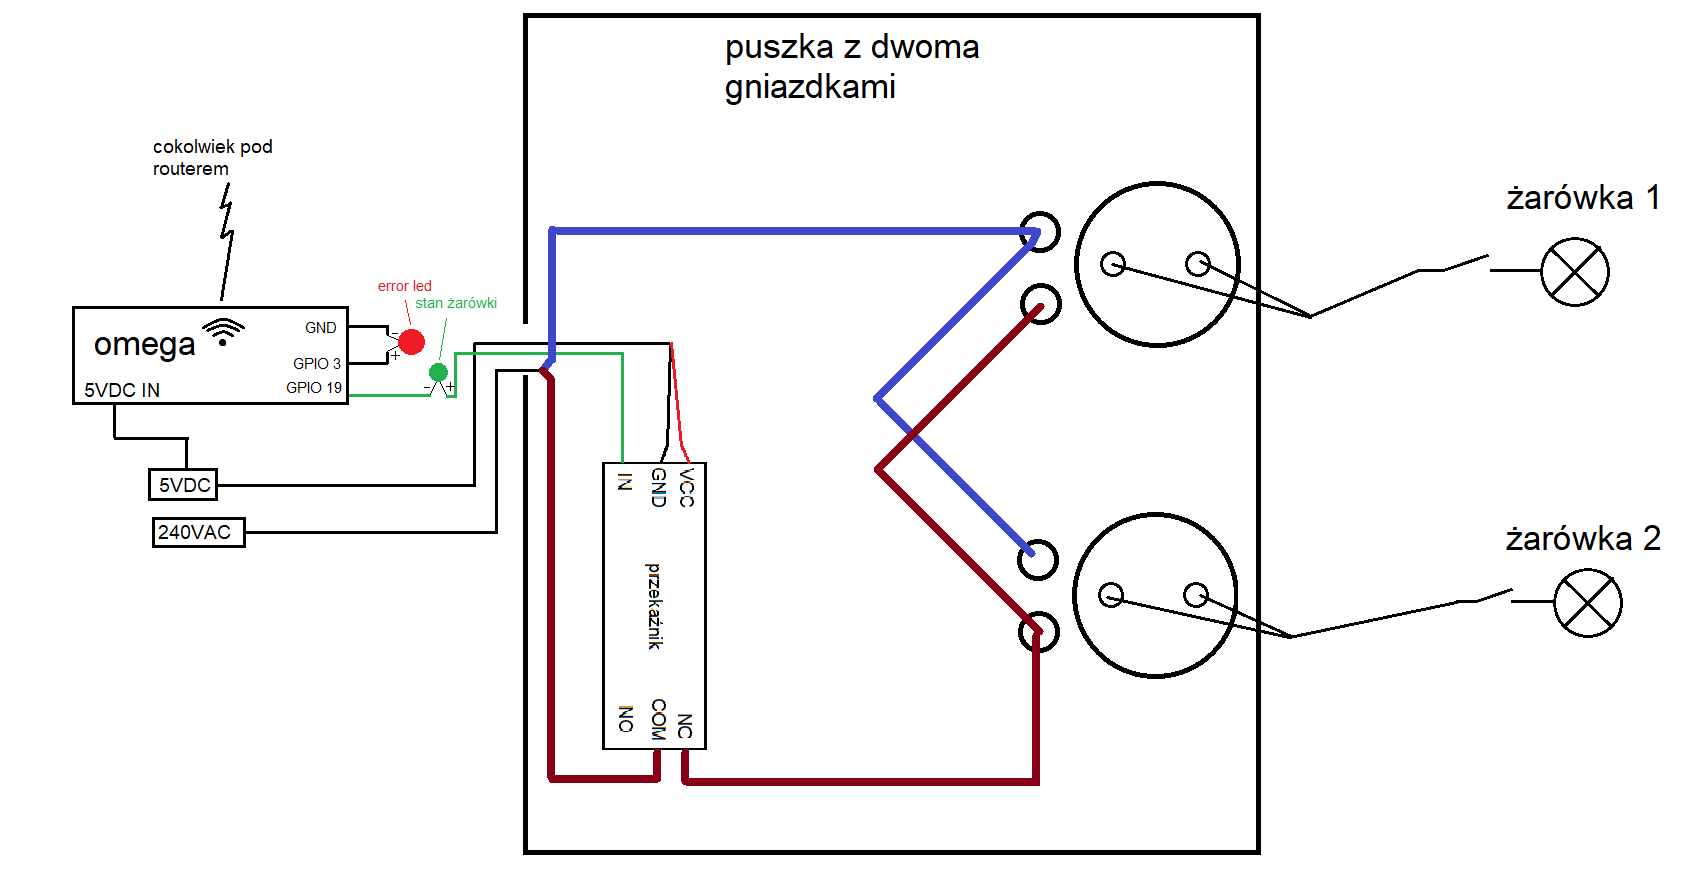 puszka z dwoma
gniazdkami
cokolwiek pod
routerem
żarówka 1
error led
stan żarówki
GND
-
omega
+
GPIO 3
5VDC IN
GPIO 19
- +
5VDC
240VAC
IN
GND
VCC
przekaźnik
NO
COM
NC
żarówka 2